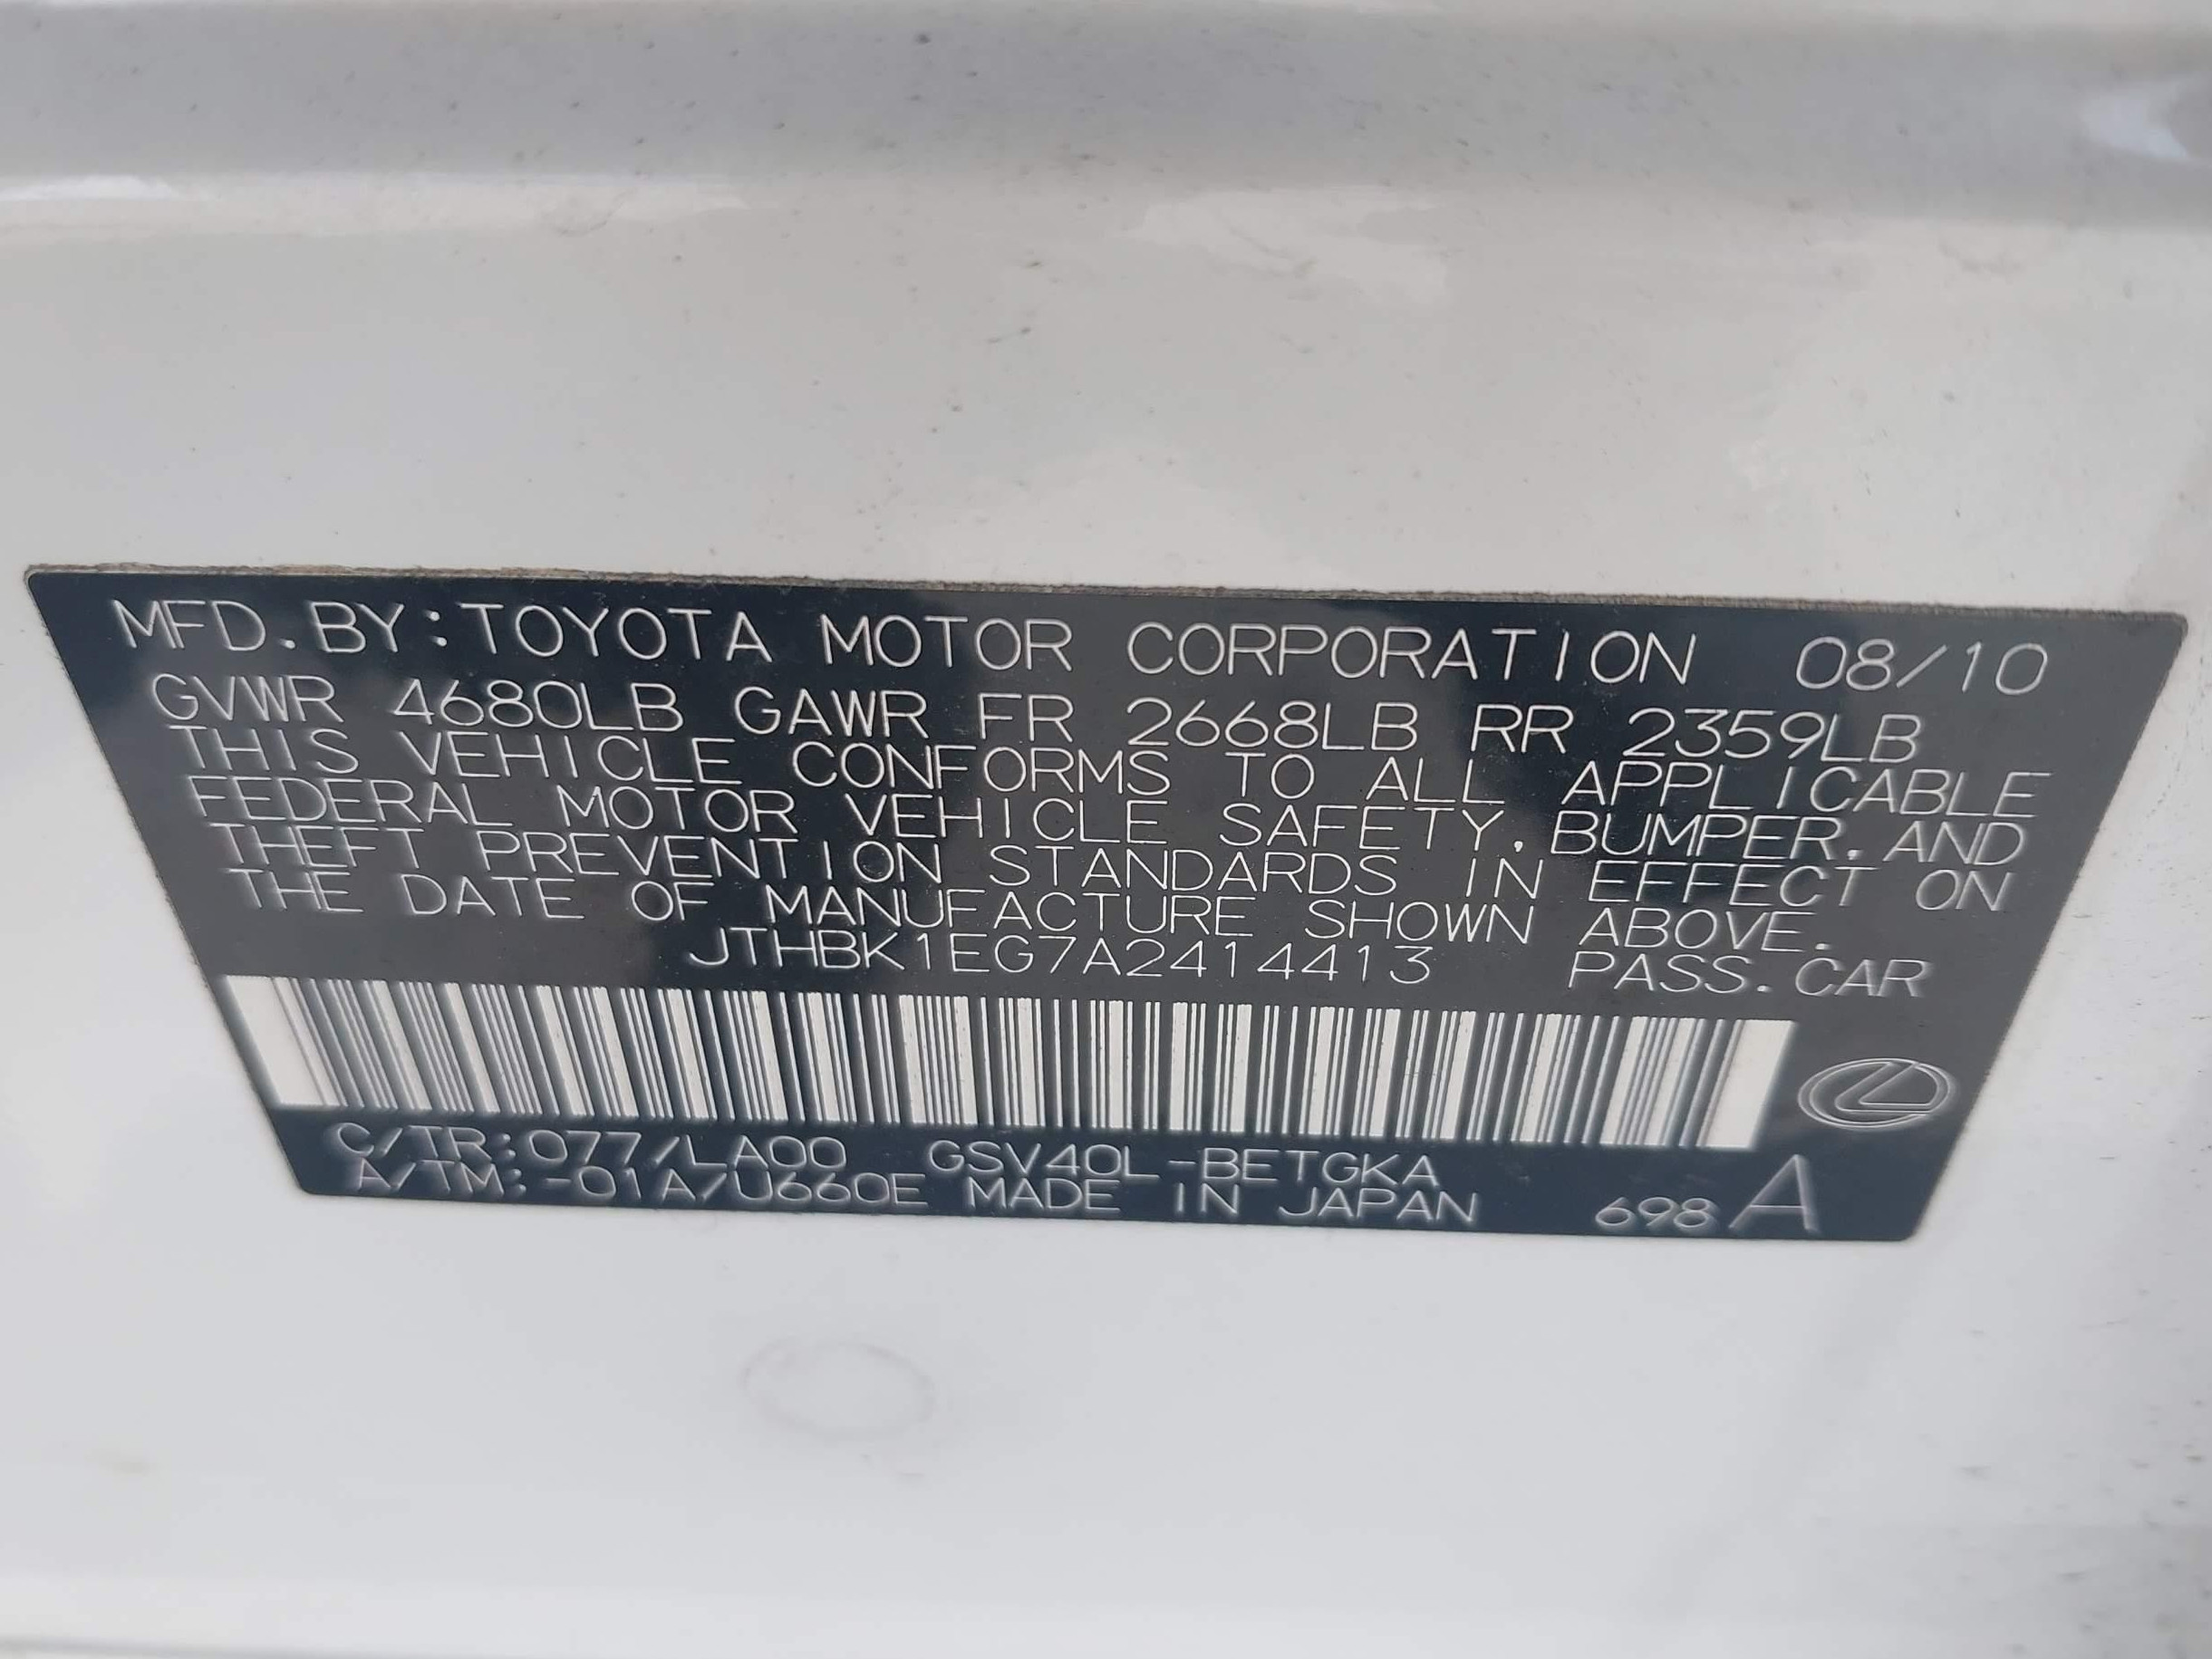 MFD.BY:TOYOTA MOTOR CORPORATION 08/10
GVWR 4680LB GAWR FR 2668LB RR 2359LB
THIS VEHICLE CONFORMS TO ALL APPLICABLE
FEDERAL MOTOR VEHICLE SAFETY,BUMPER,AND
THEFT PREVENTION STANDARDS IN EFFECT ON
THE DATE OF MANUFACTURE SHOWN ABOVE.
JTHBK1EG7A2414413 PASS.CAR
C/TR:077/LA00 GSV40L-BETGKA
A/TM:-01A/U660E MADE IN JAPAN 698 A